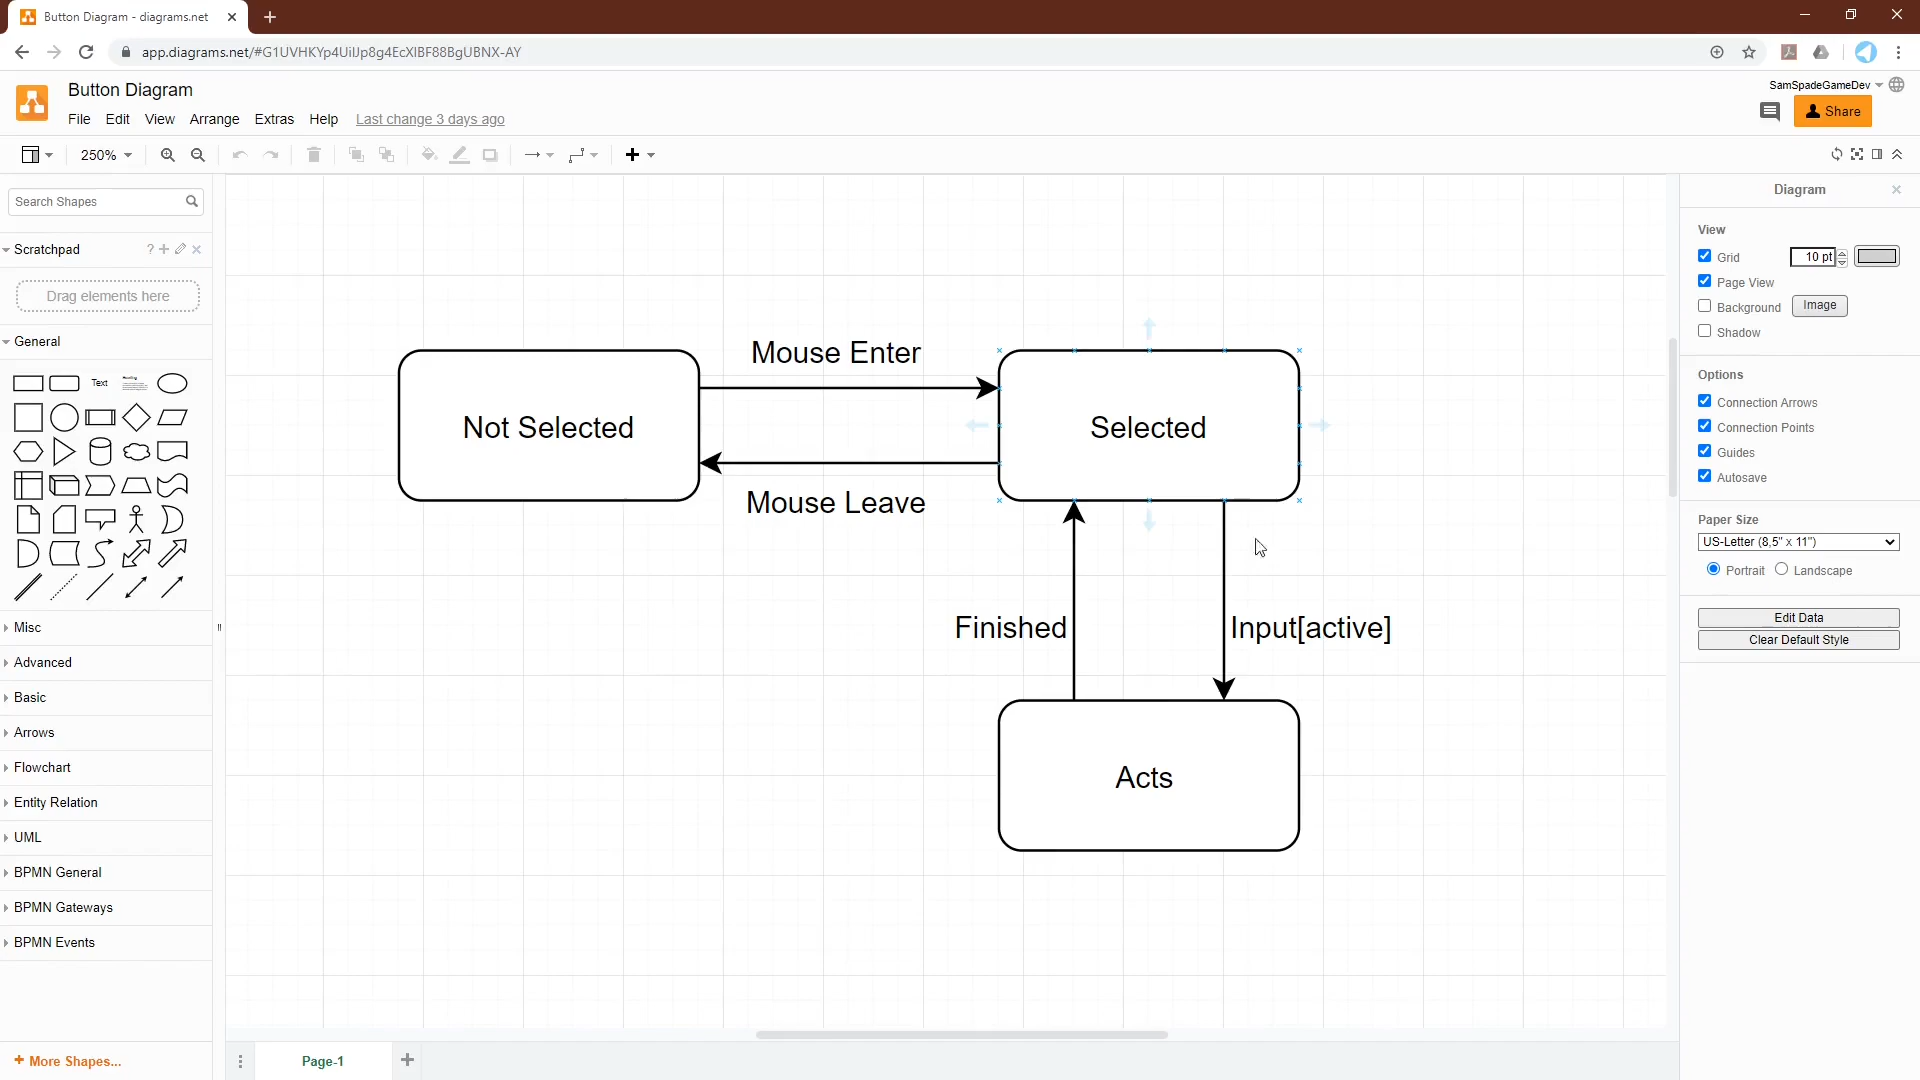 Button Diagram - diagrams.net
app.diagrams.net/#G1UVHKYp4UiIJp8g4EcXlBF88BgUBNX-AY
Button Diagram
SamSpadeGameDev
File Edit View Arrange Extras Help Last change 3 days ago
Share
250%
Search Shapes
Scratchpad
?
Drag elements here
General
Text
Heading
Misc
Advanced
Basic
Arrows
Flowchart
Entity Relation
UML
BPMN General
BPMN Gateways
BPMN Events
+ More Shapes...
Mouse Enter
Not Selected
Selected
Mouse Leave
Finished
Input[active]
Acts
Page-1
Diagram
View
Grid
10 pt
Page View
Background
Image
Shadow
Options
Connection Arrows
Connection Points
Guides
Autosave
Paper Size
US-Letter (8,5" x 11")
Portrait
Landscape
Edit Data
Clear Default Style